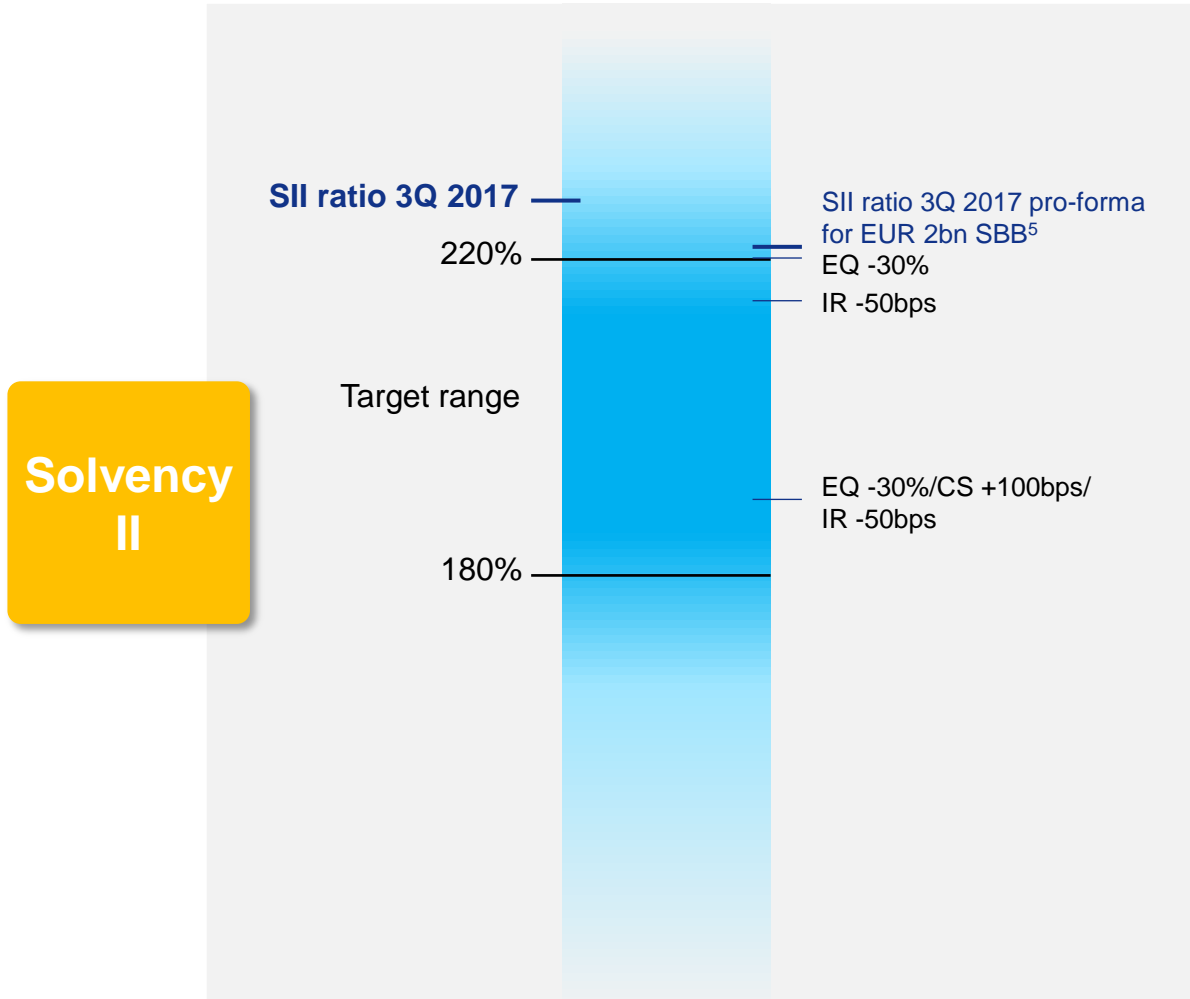 SII ratio 3Q 2017
220%
Target range
180%
SII ratio 3Q 2017 pro-forma
for EUR 2bn SBB⁵
EQ -30%
IR -50bps
EQ -30%/CS +100bps/
IR -50bps
Solvency
II